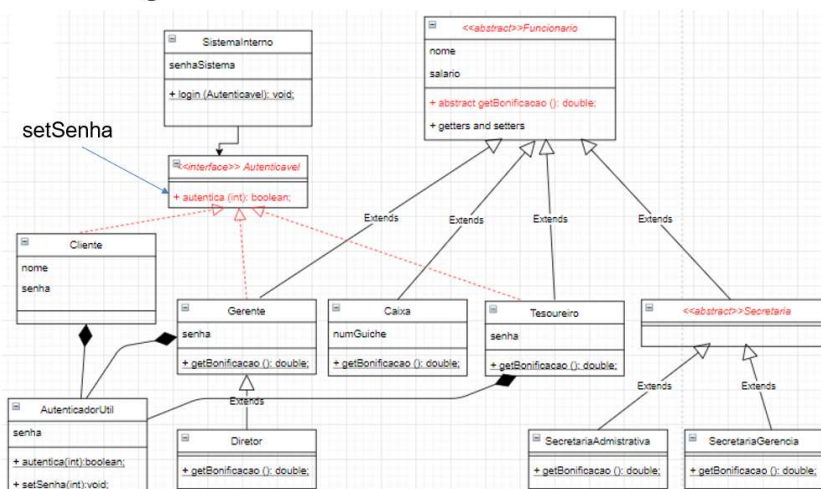 SistemaInterno
senhaSistema
+ login (Autenticavel): void;
<<abstract>>Funcionario
nome
salario
+ abstract getBonificacao (): double;
+ getters and setters
setSenha
<<interface>> Autenticavel
+ autentica (int): boolean;
Extends
Extends
Extends
Extends
Cliente
nome
senha
Gerente
senha
+ getBonificacao (): double;
Caixa
numGuiche
+ getBonificacao (): double;
Tesoureiro
senha
+ getBonificacao (): double;
<<abstract>>Secretaria
Extends
Extends
Extends
AutenticadorUtil
senha
+ autentica(int):boolean;
+ setSenha(int):void;
Diretor
+ getBonificacao (): double;
SecretariaAdmistrativa
+ getBonificacao (): double;
SecretariaGerencia
+ getBonificacao (): double;